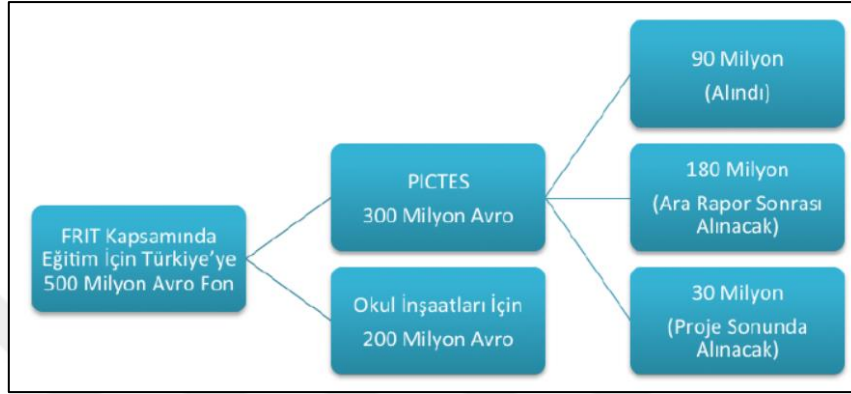 FRIT Kapsamında
Eğitim İçin Türkiye'ye
500 Milyon Avro Fon
PICTES
300 Milyon Avro
Okul İnşaatları İçin
200 Milyon Avro
90 Milyon
(Alındı)
180 Milyon
(Ara Rapor Sonrası
Alınacak)
30 Milyon
(Proje Sonunda
Alınacak)